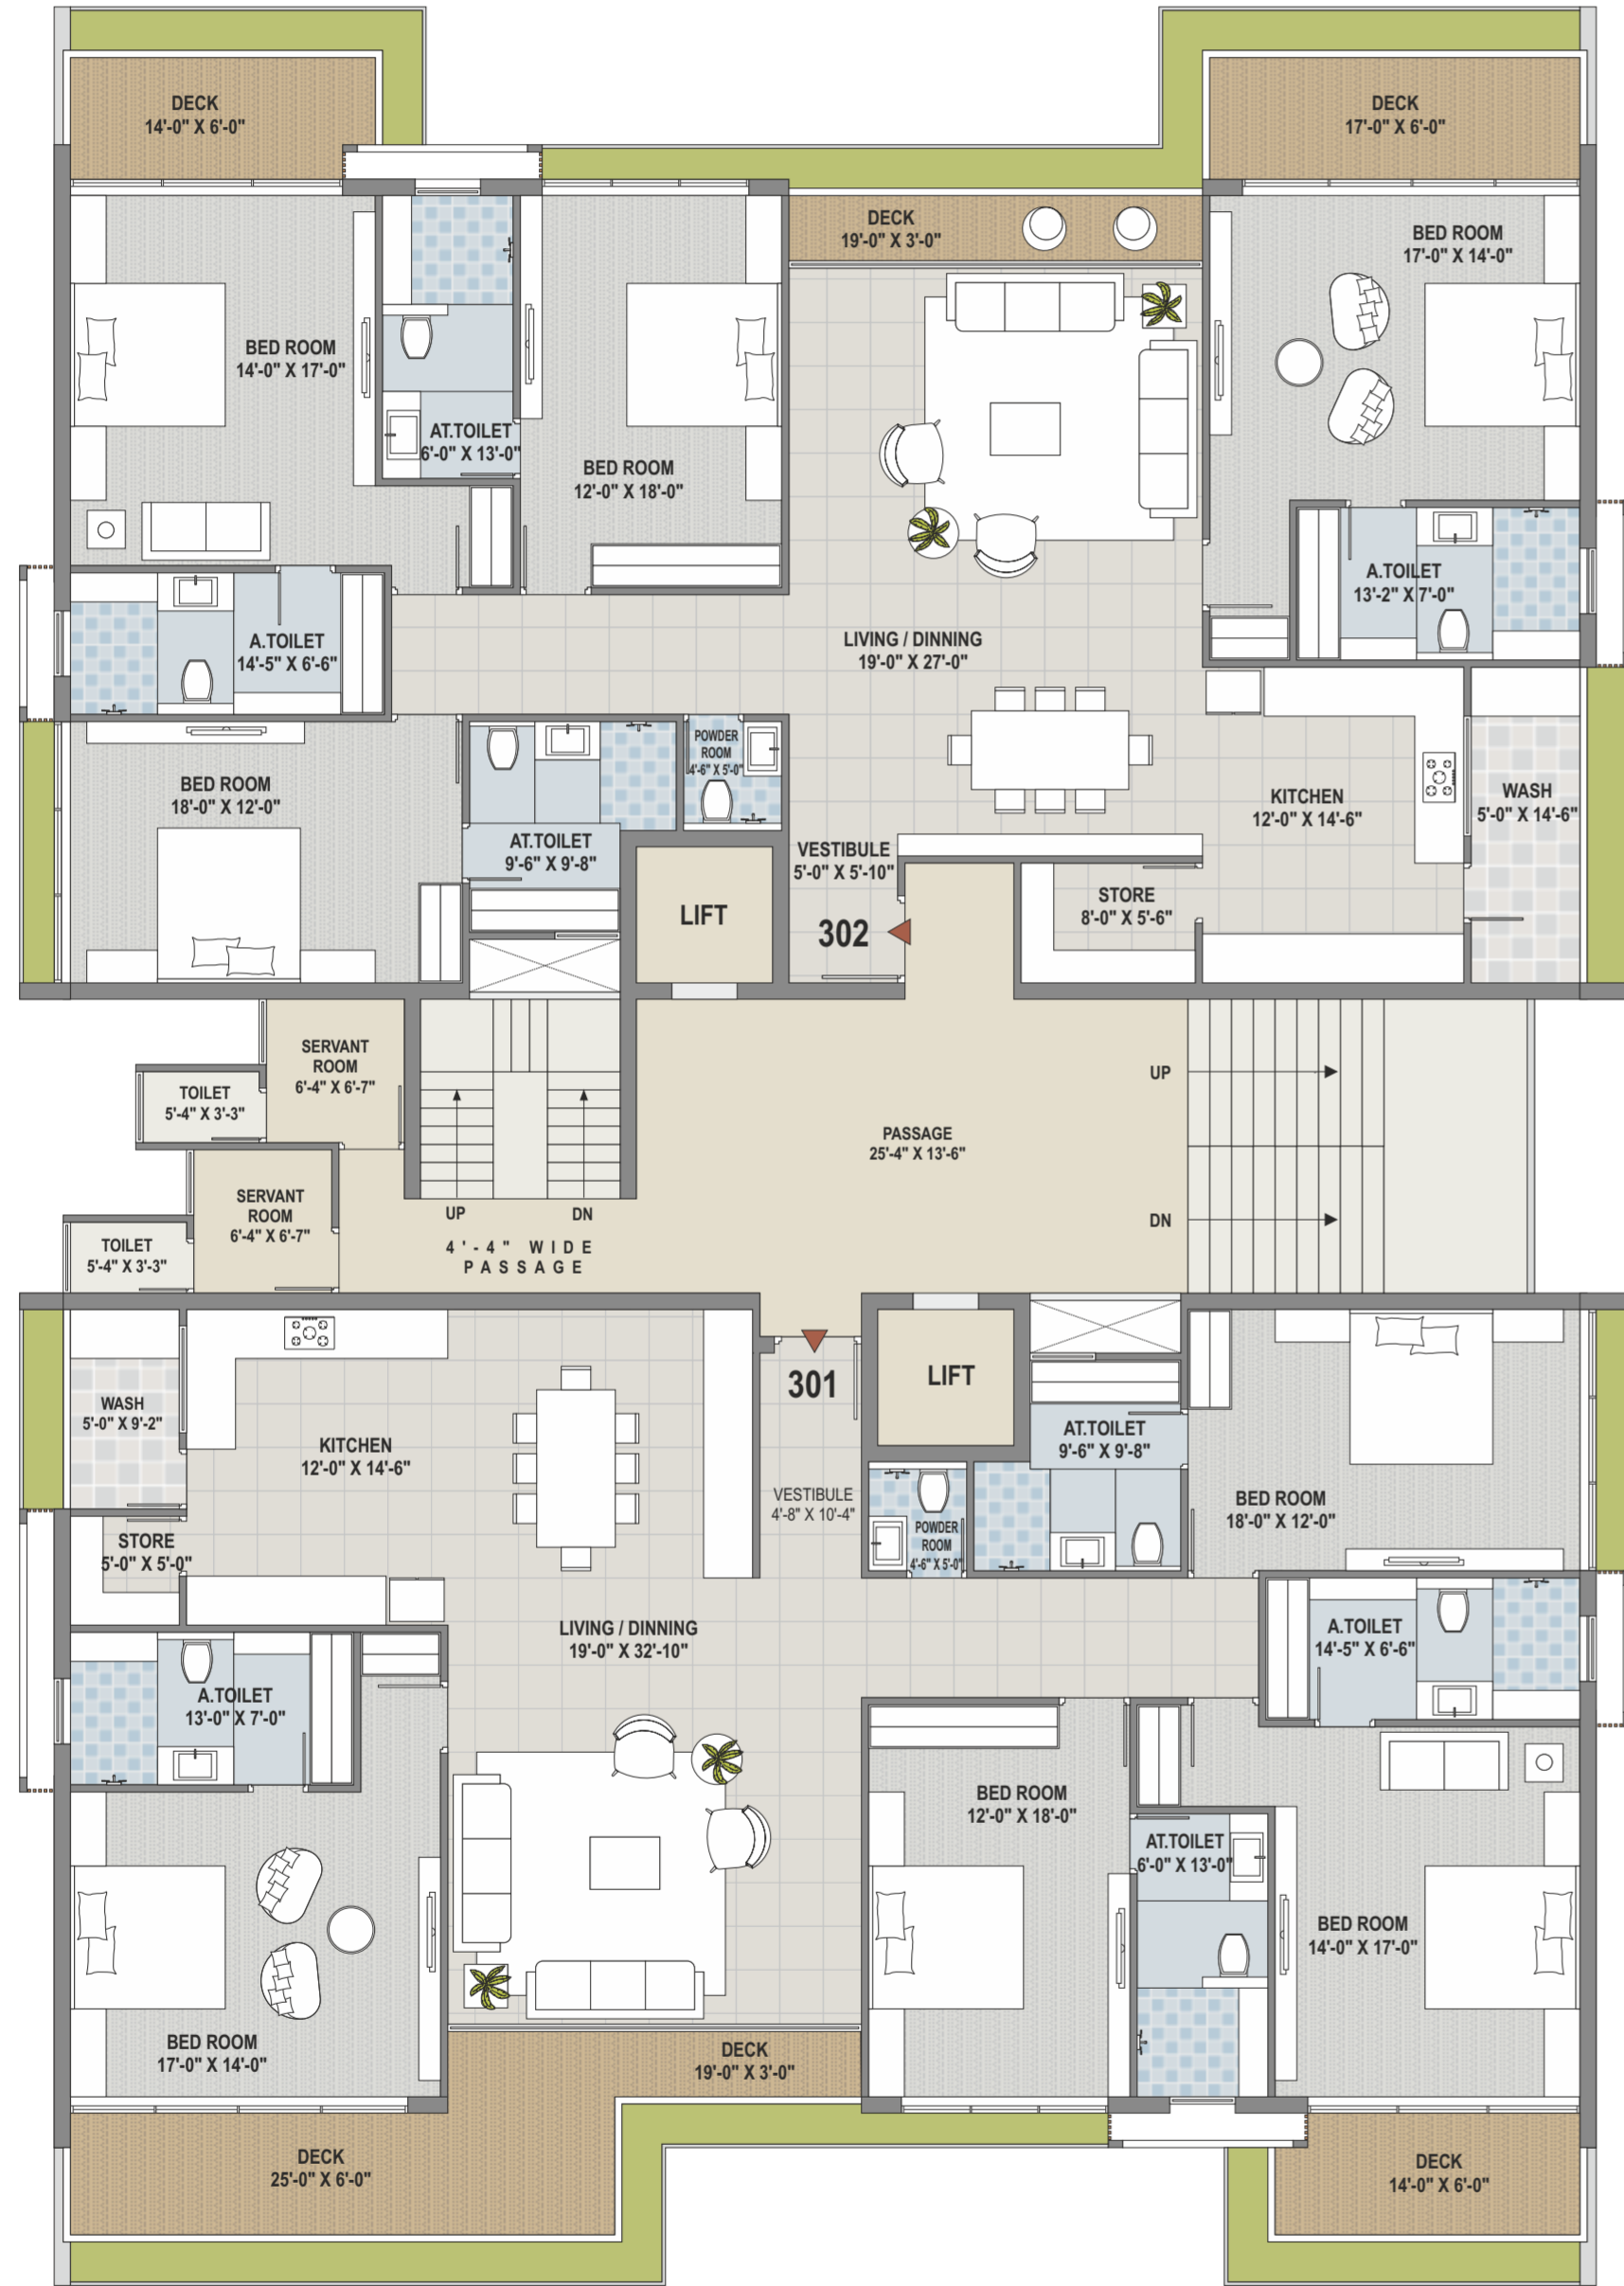 DECK
14'-0" X 6'-0"
DECK
17'-0" X 6'-0"
DECK
19'-0" X 3'-0"
BED ROOM
17'-0" X 14'-0"
BED ROOM
14'-0" X 17'-0"
AT.TOILET
6'-0" X 13'-0"
BED ROOM
12'-0" X 18'-0"
A.TOILET
13'-2" X 7'-0"
A.TOILET
14'-5" X 6'-6"
LIVING / DINNING
19'-0" X 27'-0"
POWDER
ROOM
4'-6" X 5'-0"
BED ROOM
18'-0" X 12'-0"
KITCHEN
12'-0" X 14'-6"
WASH
5'-0" X 14'-6"
AT.TOILET
9'-6" X 9'-8"
VESTIBULE
5'-0" X 5'-10"
STORE
8'-0" X 5'-6"
LIFT
302
SERVANT
ROOM
6'-4" X 6'-7"
TOILET
5'-4" X 3'-3"
UP
PASSAGE
25'-4" X 13'-6"
SERVANT
ROOM
6'-4" X 6'-7"
UP
DN
DN
TOILET
5'-4" X 3'-3"
4'-4" WIDE
PASSAGE
301
LIFT
WASH
5'-0" X 9'-2"
KITCHEN
12'-0" X 14'-6"
AT.TOILET
9'-6" X 9'-8"
VESTIBULE
4'-8" X 10'-4"
BED ROOM
18'-0" X 12'-0"
POWDER
ROOM
4'-6" X 5'-0"
STORE
5'-0" X 5'-0"
LIVING / DINNING
19'-0" X 32'-10"
A.TOILET
14'-5" X 6'-6"
A.TOILET
13'-0" X 7'-0"
BED ROOM
12'-0" X 18'-0"
AT.TOILET
6'-0" X 13'-0"
BED ROOM
14'-0" X 17'-0"
BED ROOM
17'-0" X 14'-0"
DECK
19'-0" X 3'-0"
DECK
25'-0" X 6'-0"
DECK
14'-0" X 6'-0"